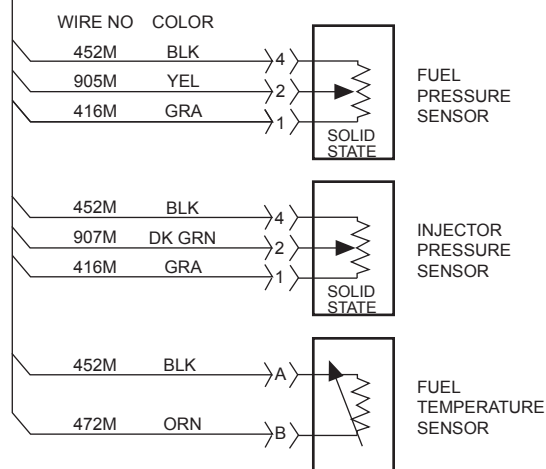 WIRE NO COLOR
452M BLK 4
905M YEL 2
416M GRA 1
SOLID
STATE
FUEL
PRESSURE
SENSOR
452M BLK 4
907M DK GRN 2
416M GRA 1
SOLID
STATE
INJECTOR
PRESSURE
SENSOR
452M BLK A
472M ORN B
FUEL
TEMPERATURE
SENSOR